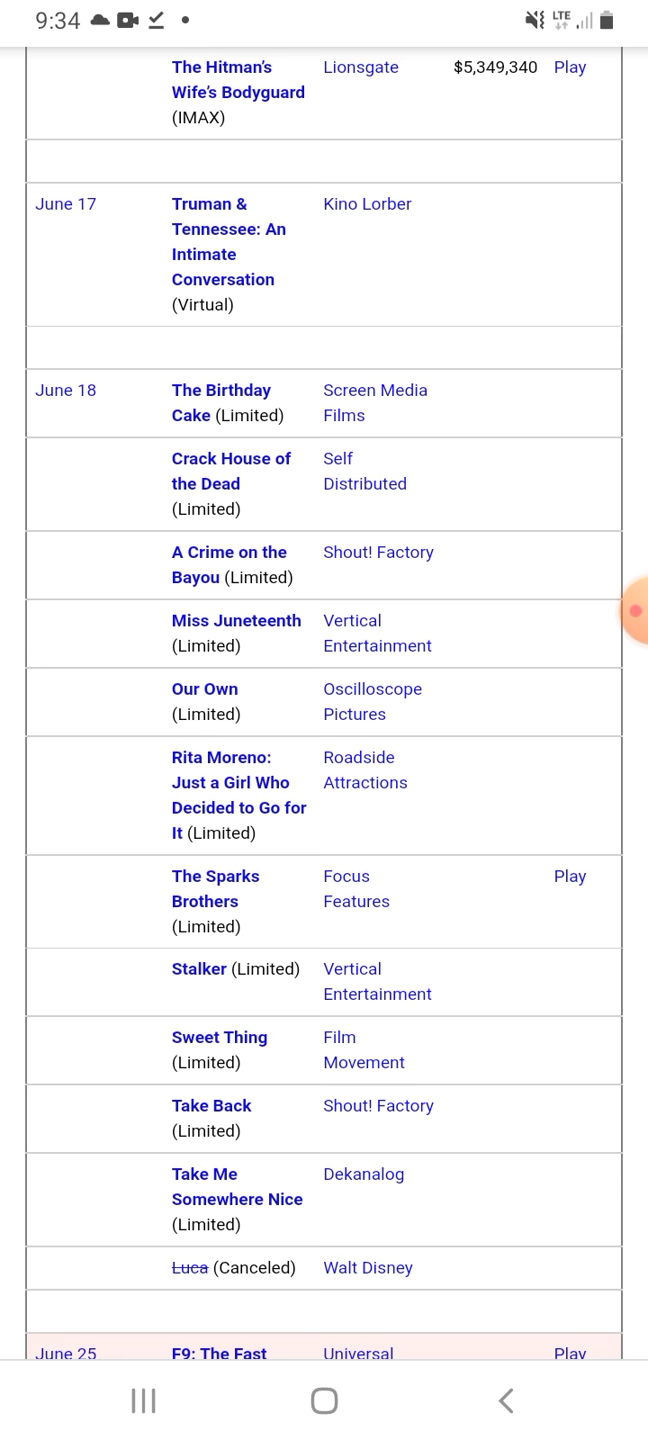 9:34
LTE
The Hitman's Lionsgate $5,349,340 Play
Wife's Bodyguard
(IMAX)
June 17 Truman & Kino Lorber
Tennessee: An
Intimate
Conversation
(Virtual)
June 18 The Birthday Screen Media
Cake (Limited) Films
Crack House of Self
the Dead Distributed
(Limited)
A Crime on the Shout! Factory
Bayou (Limited)
Miss Juneteenth Vertical
(Limited) Entertainment
Our Own Oscilloscope
(Limited) Pictures
Rita Moreno: Roadside
Just a Girl Who Attractions
Decided to Go for
It (Limited)
The Sparks Focus Play
Brothers Features
(Limited)
Stalker (Limited) Vertical
Entertainment
Sweet Thing Film
(Limited) Movement
Take Back Shout! Factory
(Limited)
Take Me Dekanalog
Somewhere Nice
(Limited)
Luca (Canceled) Walt Disney
June 25 F9: The Fast Universal Play